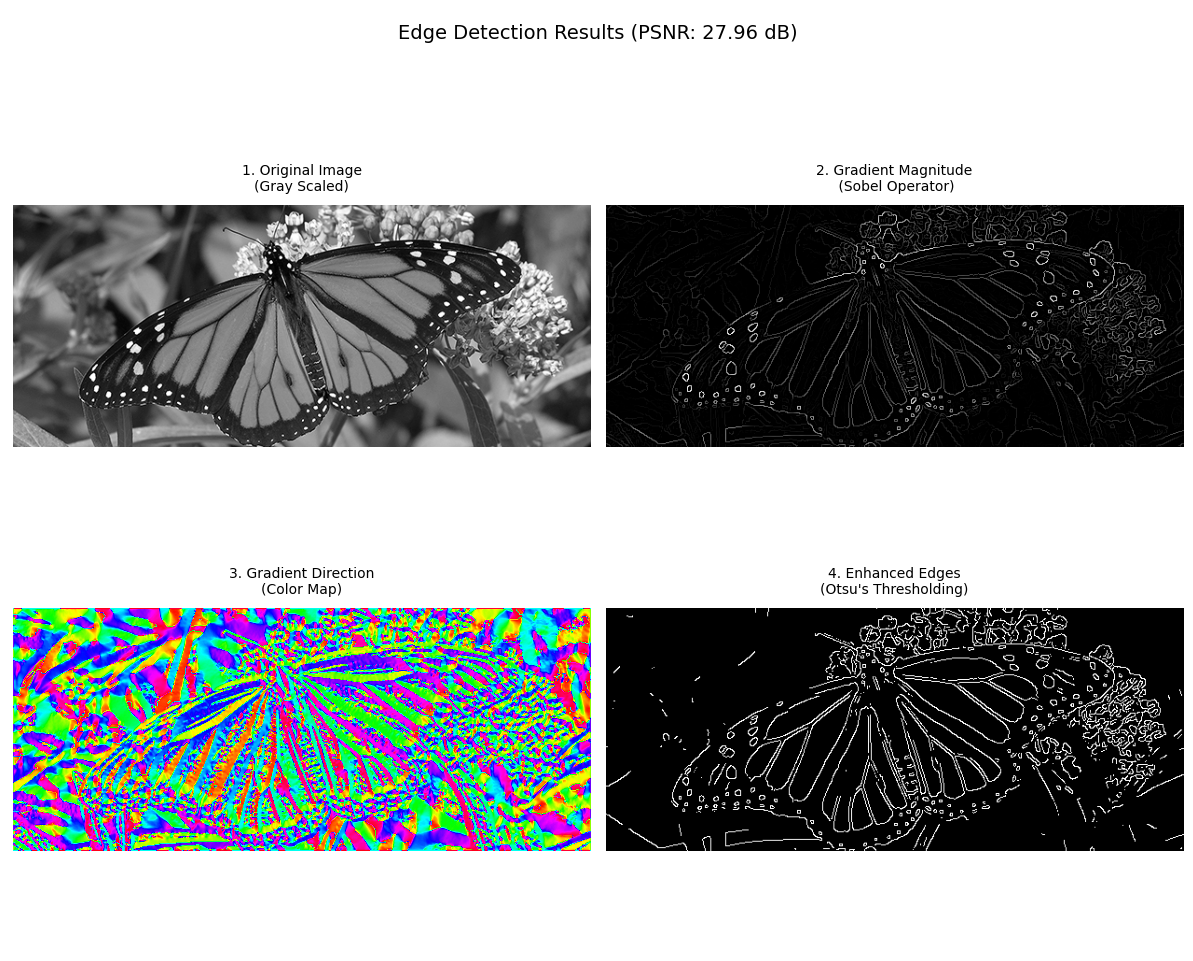 Edge Detection Results (PSNR: 27.96 dB)
1. Original Image
(Gray Scaled)
2. Gradient Magnitude
(Sobel Operator)
3. Gradient Direction
(Color Map)
4. Enhanced Edges
(Otsu's Thresholding)